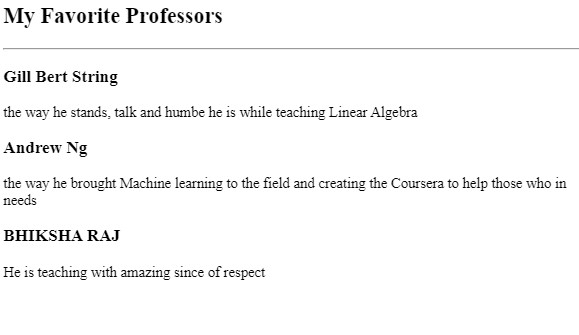 My Favorite Professors
Gill Bert String
the way he stands, talk and humbe he is while teaching Linear Algebra
Andrew Ng
the way he brought Machine learning to the field and creating the Coursera to help those who in
needs
BHIKSHA RAJ
He is teaching with amazing since of respect